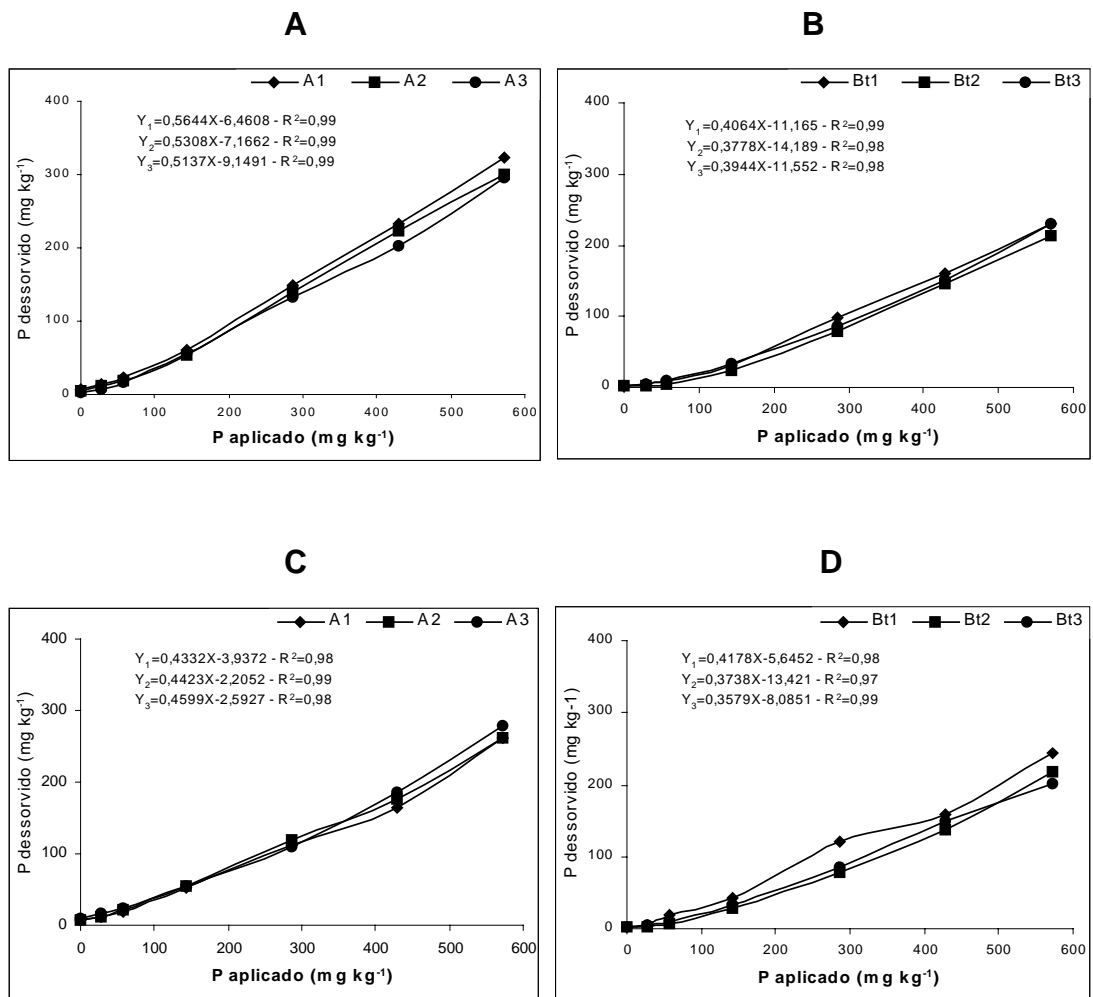 A
A1 A2 A3
Y₁=0,5644X-6,4608 - R²=0,99
Y₂=0,5308X-7,1662 - R²=0,99
Y₃=0,5137X-9,1491 - R²=0,99
P dessorvido (mg kg⁻¹)
400
300
200
100
0
0 100 200 300 400 500 600
P aplicado (mg kg⁻¹)
B
Bt1 Bt2 Bt3
Y₁=0,4064X-11,165 - R²=0,99
Y₂=0,3778X-14,189 - R²=0,98
Y₃=0,3944X-11,552 - R²=0,98
P dessorvido (mg kg⁻¹)
400
300
200
100
0
0 100 200 300 400 500 600
P aplicado (mg kg⁻¹)
C
A1 A2 A3
Y₁=0,4332X-3,9372 - R²=0,98
Y₂=0,4423X-2,2052 - R²=0,99
Y₃=0,4599X-2,5927 - R²=0,98
P dessorvido (mg kg⁻¹)
400
300
200
100
0
0 100 200 300 400 500 600
P aplicado (mg kg⁻¹)
D
Bt1 Bt2 Bt3
Y₁=0,4178X-5,6452 - R²=0,98
Y₂=0,3738X-13,421 - R²=0,97
Y₃=0,3579X-8,0851 - R²=0,99
P dessorvido (mg kg-1)
400
300
200
100
0
0 100 200 300 400 500 600
P aplicado (mg kg⁻¹)